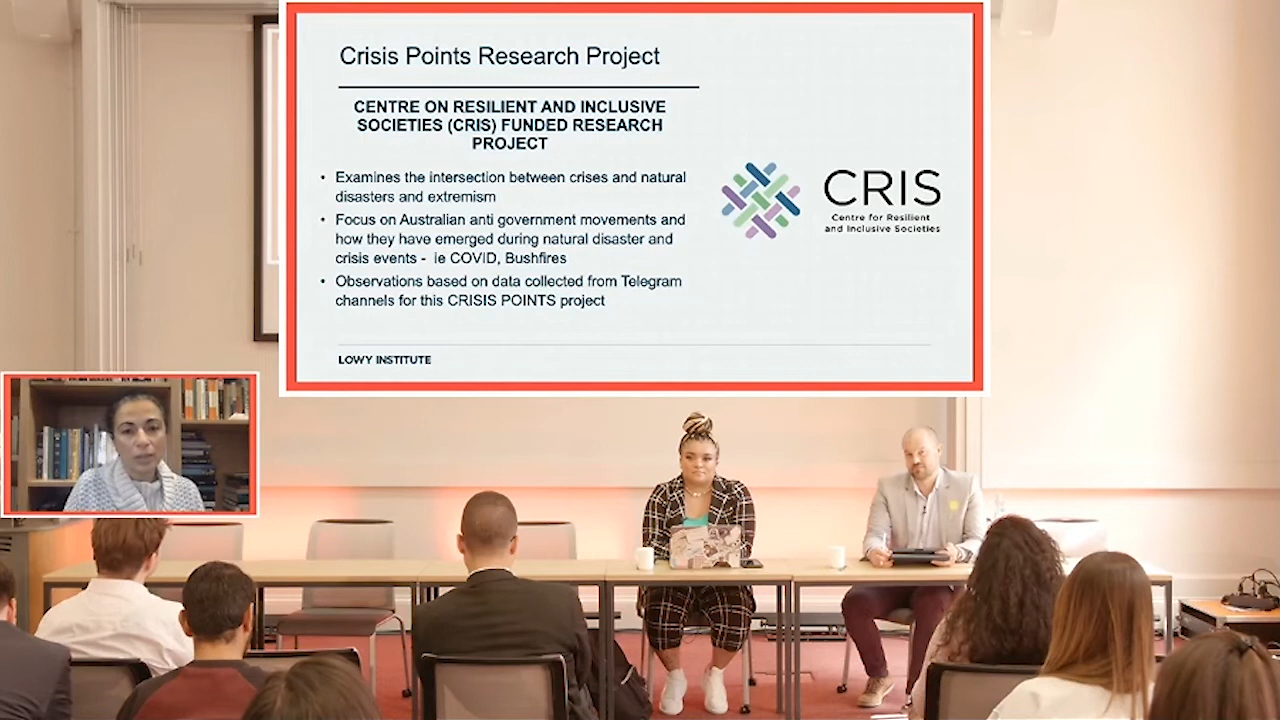 Crisis Points Research Project
CENTRE ON RESILIENT AND INCLUSIVE
SOCIETIES (CRIS) FUNDED RESEARCH
PROJECT
• Examines the intersection between crises and natural
disasters and extremism
• Focus on Australian anti government movements and
how they have emerged during natural disaster and
crisis events - ie COVID, Bushfires
• Observations based on data collected from Telegram
channels for this CRISIS POINTS project
CRIS
Centre for Resilient
and Inclusive Societies
LOWY INSTITUTE